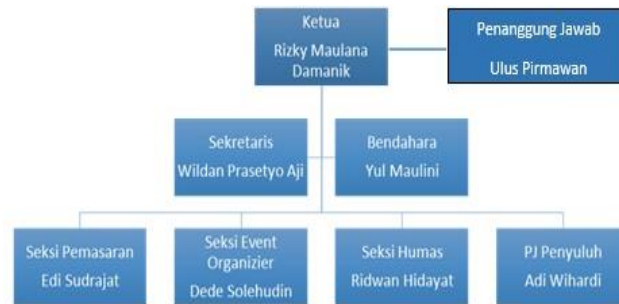 Ketua
Rizky Maulana
Damanik
Penanggung Jawab
Ulus Pirmawan
Sekretaris
Wildan Prasetyo Aji
Bendahara
Yul Maulini
Seksi Pemasaran
Edi Sudrajat
Seksi Event
Organizier
Dede Solehudin
Seksi Humas
Ridwan Hidayat
PJ Penyuluh
Adi Wihardi